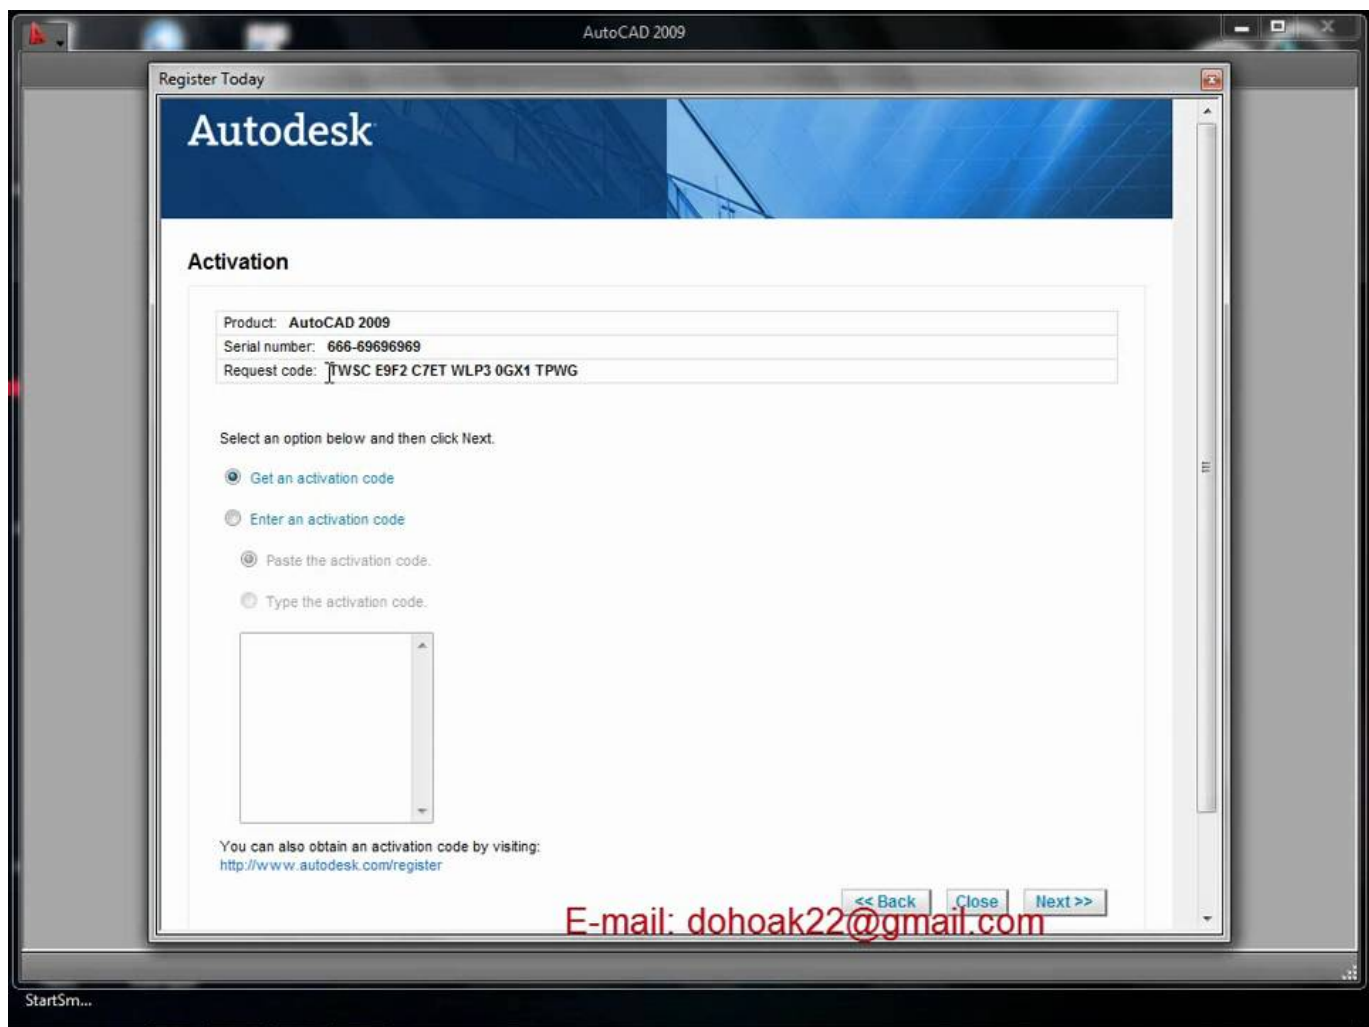 AutoCAD 2009
Register Today
Autodesk
Activation
Product: AutoCAD 2009
Serial number: 666-69696969
Request code: TWSC E9F2 C7ET WLP3 0GX1 TPWG
Select an option below and then click Next.
Get an activation code
Enter an activation code
Paste the activation code.
Type the activation code.
You can also obtain an activation code by visiting:
http://www.autodesk.com/register
<< Back Close Next >>
E-mail: dohoak22@gmail.com
StartSm...